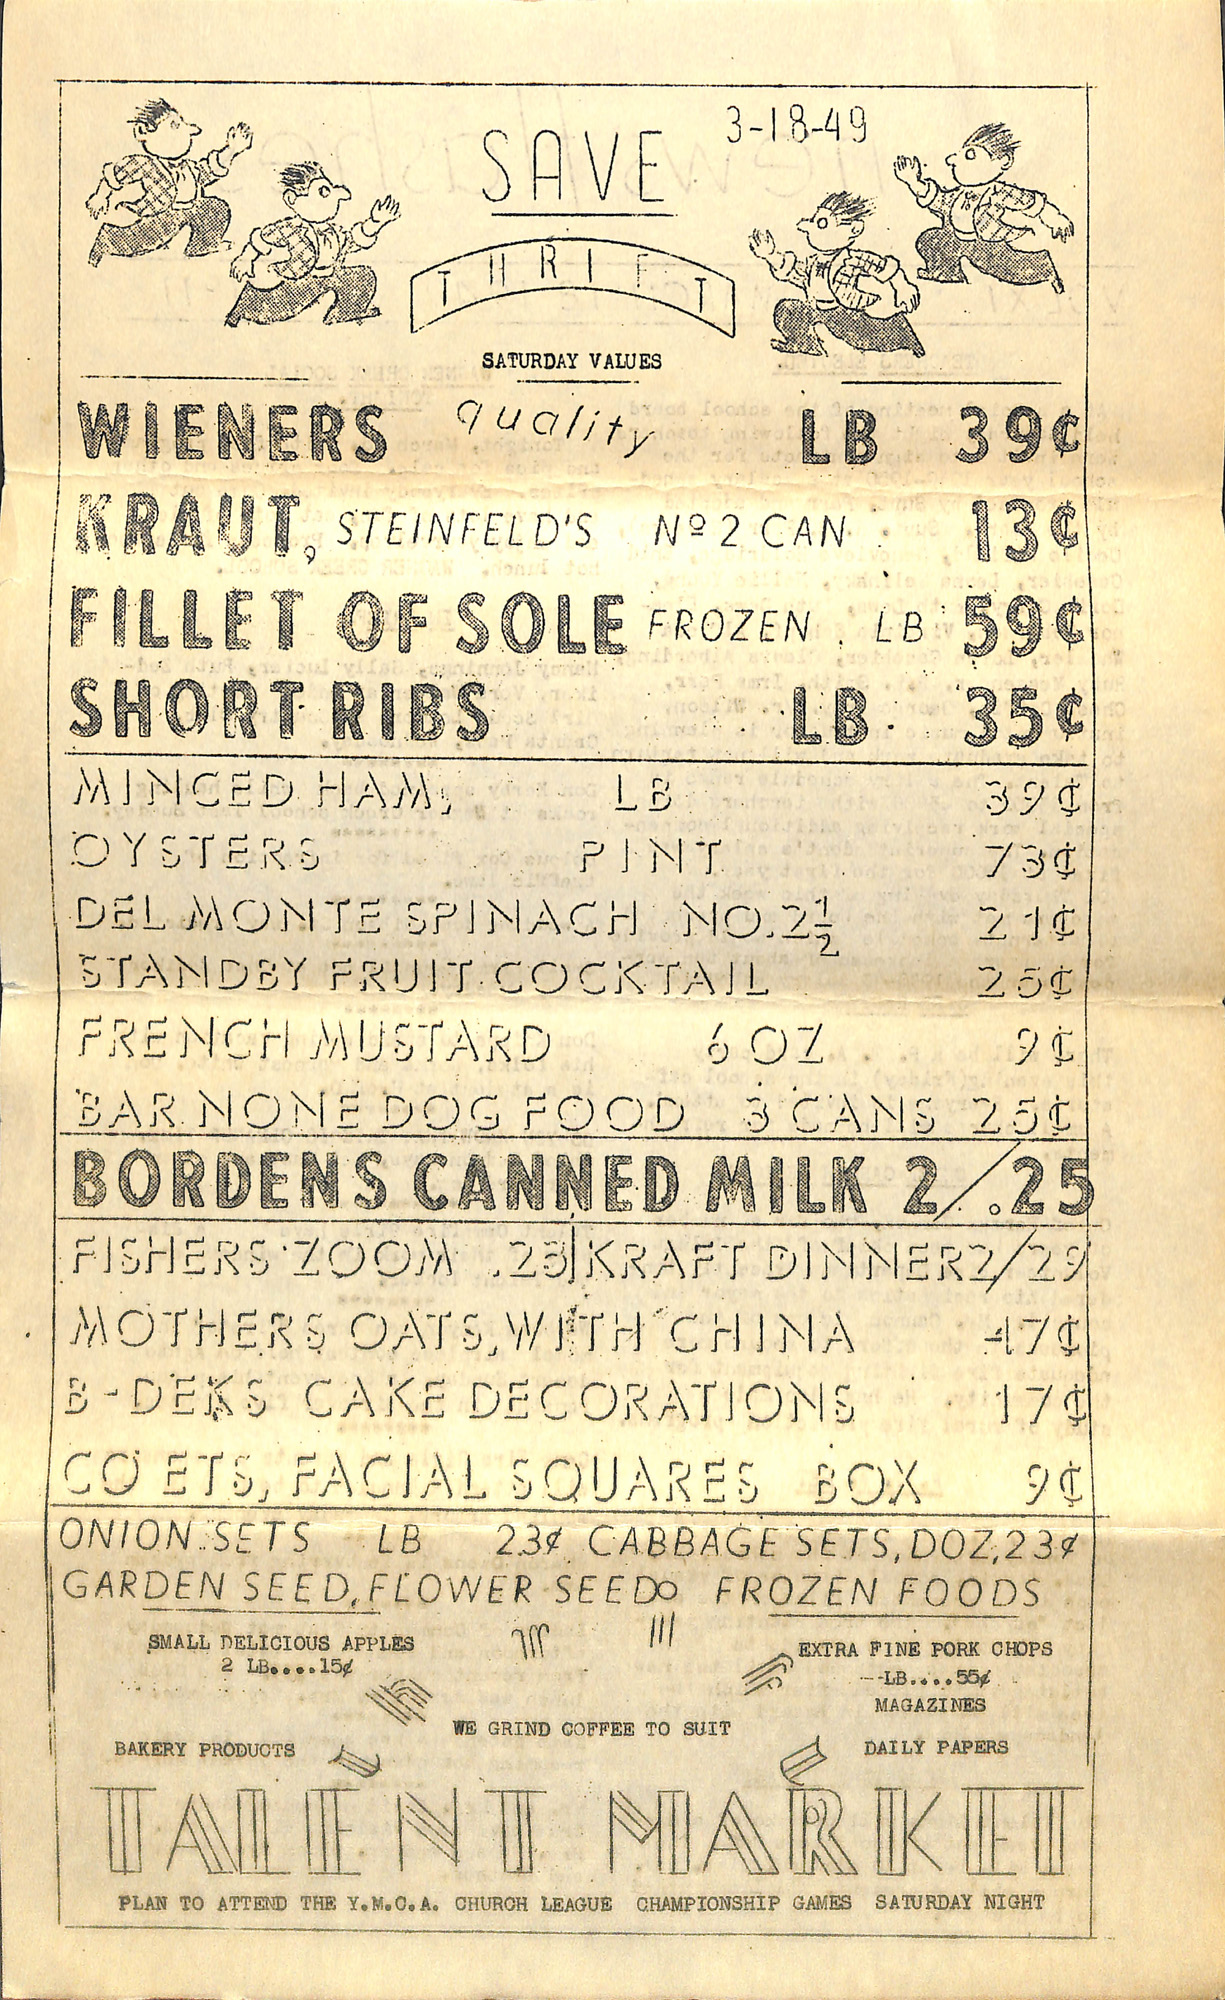 3-18-49
SAVE
THRIFT
SATURDAY VALUES
WIENERS quality LB 39¢
KRAUT, STEINFELD'S Nº 2 CAN 13¢
FILLET OF SOLE FROZEN LB 59¢
SHORT RIBS LB 35¢
MINCED HAM, LB 39¢
OYSTERS PINT 73¢
DEL MONTE SPINACH NO. 2½ 21¢
STANDBY FRUIT COCKTAIL 25¢
FRENCH MUSTARD 6 OZ 9¢
BAR NONE DOG FOOD 3 CANS 25¢
BORDENS CANNED MILK 2/.25
FISHERS ZOOM .23 KRAFT DINNER 2/29
MOTHERS OATS, WITH CHINA 47¢
B-DEKS CAKE DECORATIONS 17¢
CO ETS, FACIAL SQUARES BOX 9¢
ONION SETS LB 23¢ CABBAGE SETS, DOZ, 23¢
GARDEN SEED, FLOWER SEED FROZEN FOODS
SMALL DELICIOUS APPLES
2 LB....15¢
EXTRA FINE PORK CHOPS
--LB....55¢
MAGAZINES
WE GRIND COFFEE TO SUIT
BAKERY PRODUCTS
DAILY PAPERS
TALENT MARKET
PLAN TO ATTEND THE Y.M.C.A. CHURCH LEAGUE CHAMPIONSHIP GAMES SATURDAY NIGHT